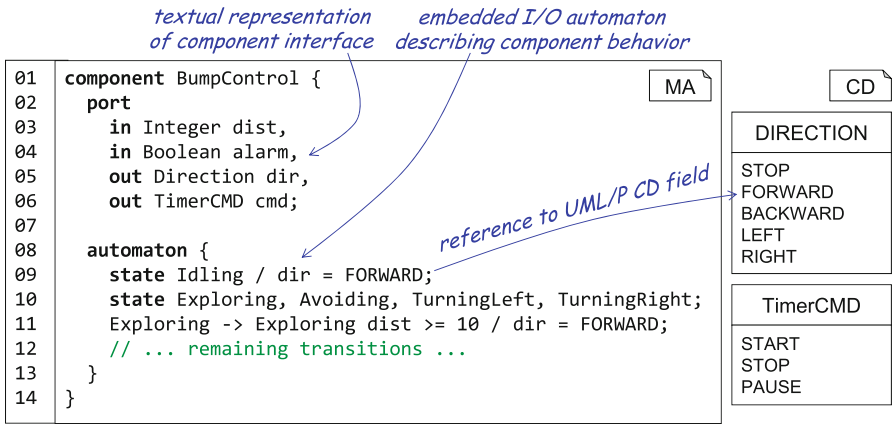 textual representation
of component interface
embedded I/O automaton
describing component behavior
01 component BumpControl {
02 port
03 in Integer dist,
04 in Boolean alarm,
05 out Direction dir,
06 out TimerCMD cmd;
07
08 automaton {
09 state Idling / dir = FORWARD;
10 state Exploring, Avoiding, TurningLeft, TurningRight;
11 Exploring -> Exploring dist >= 10 / dir = FORWARD;
12 // ... remaining transitions ...
13 }
14 }
MA
reference to UML/P CD field
CD
DIRECTION
STOP
FORWARD
BACKWARD
LEFT
RIGHT
TimerCMD
START
STOP
PAUSE